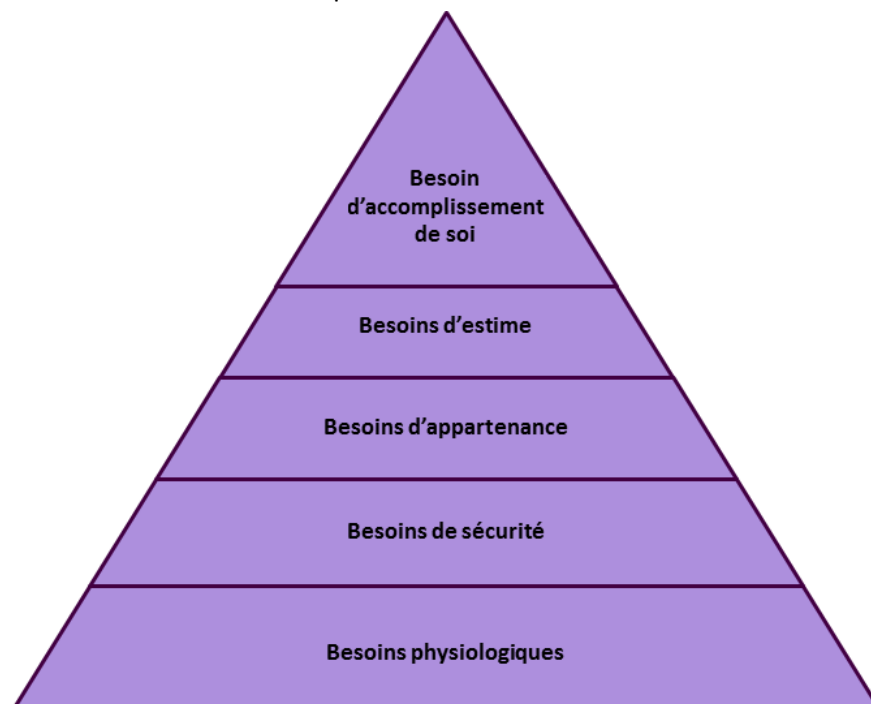 Besoin
d’accomplissement
de soi
Besoins d’estime
Besoins d’appartenance
Besoins de sécurité
Besoins physiologiques